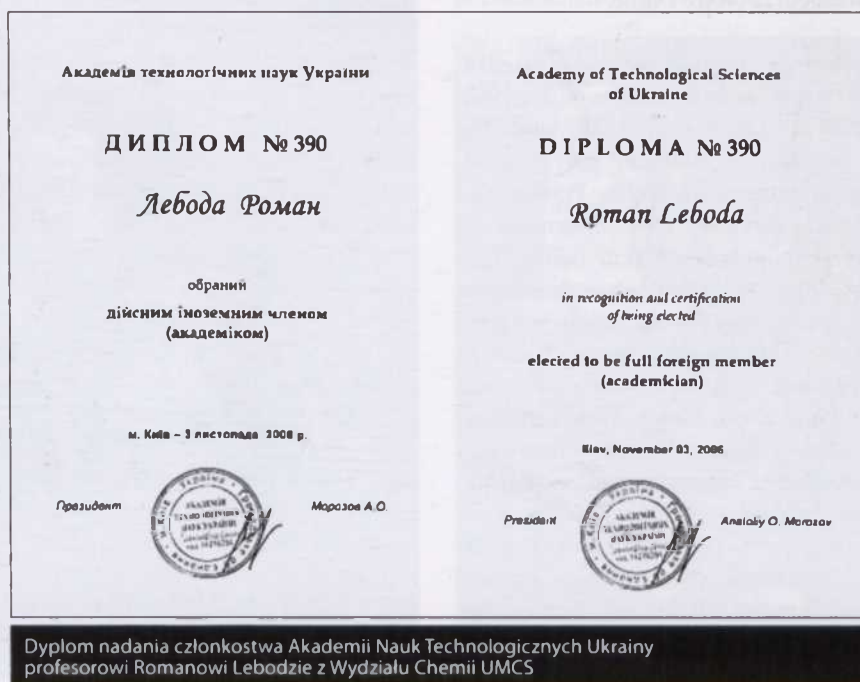 Академія технологічних наук України
ДИПЛОМ № 390
Лебода Роман
обраний
дійсним іноземним членом
(академіком)
м. Київ – 3 листопада 2006 р.
Президент
Морозов А.О.
Academy of Technological Sciences
of Ukraine
DIPLOMA № 390
Roman Leboda
in recognition and certification
of being elected
elected to be full foreign member
(academician)
Kiev, November 03, 2006
President
Anatoliy O. Morozov
Dyplom nadania członkostwa Akademii Nauk Technologicznych Ukrainy
profesorowi Romanowi Lebodzie z Wydziału Chemii UMCS